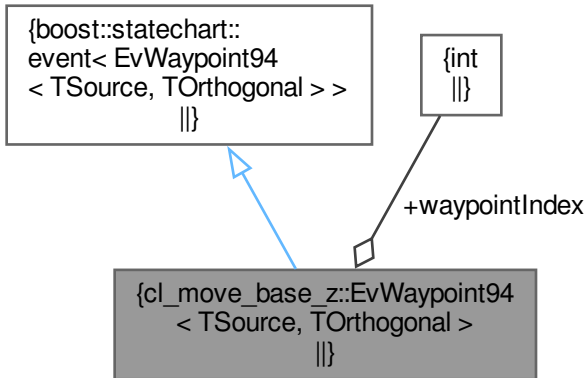 {boost::statechart::
event< EvWaypoint94
< TSource, TOrthogonal > >
||}
{int
||}
+waypointIndex
{cl_move_base_z::EvWaypoint94
< TSource, TOrthogonal >
||}